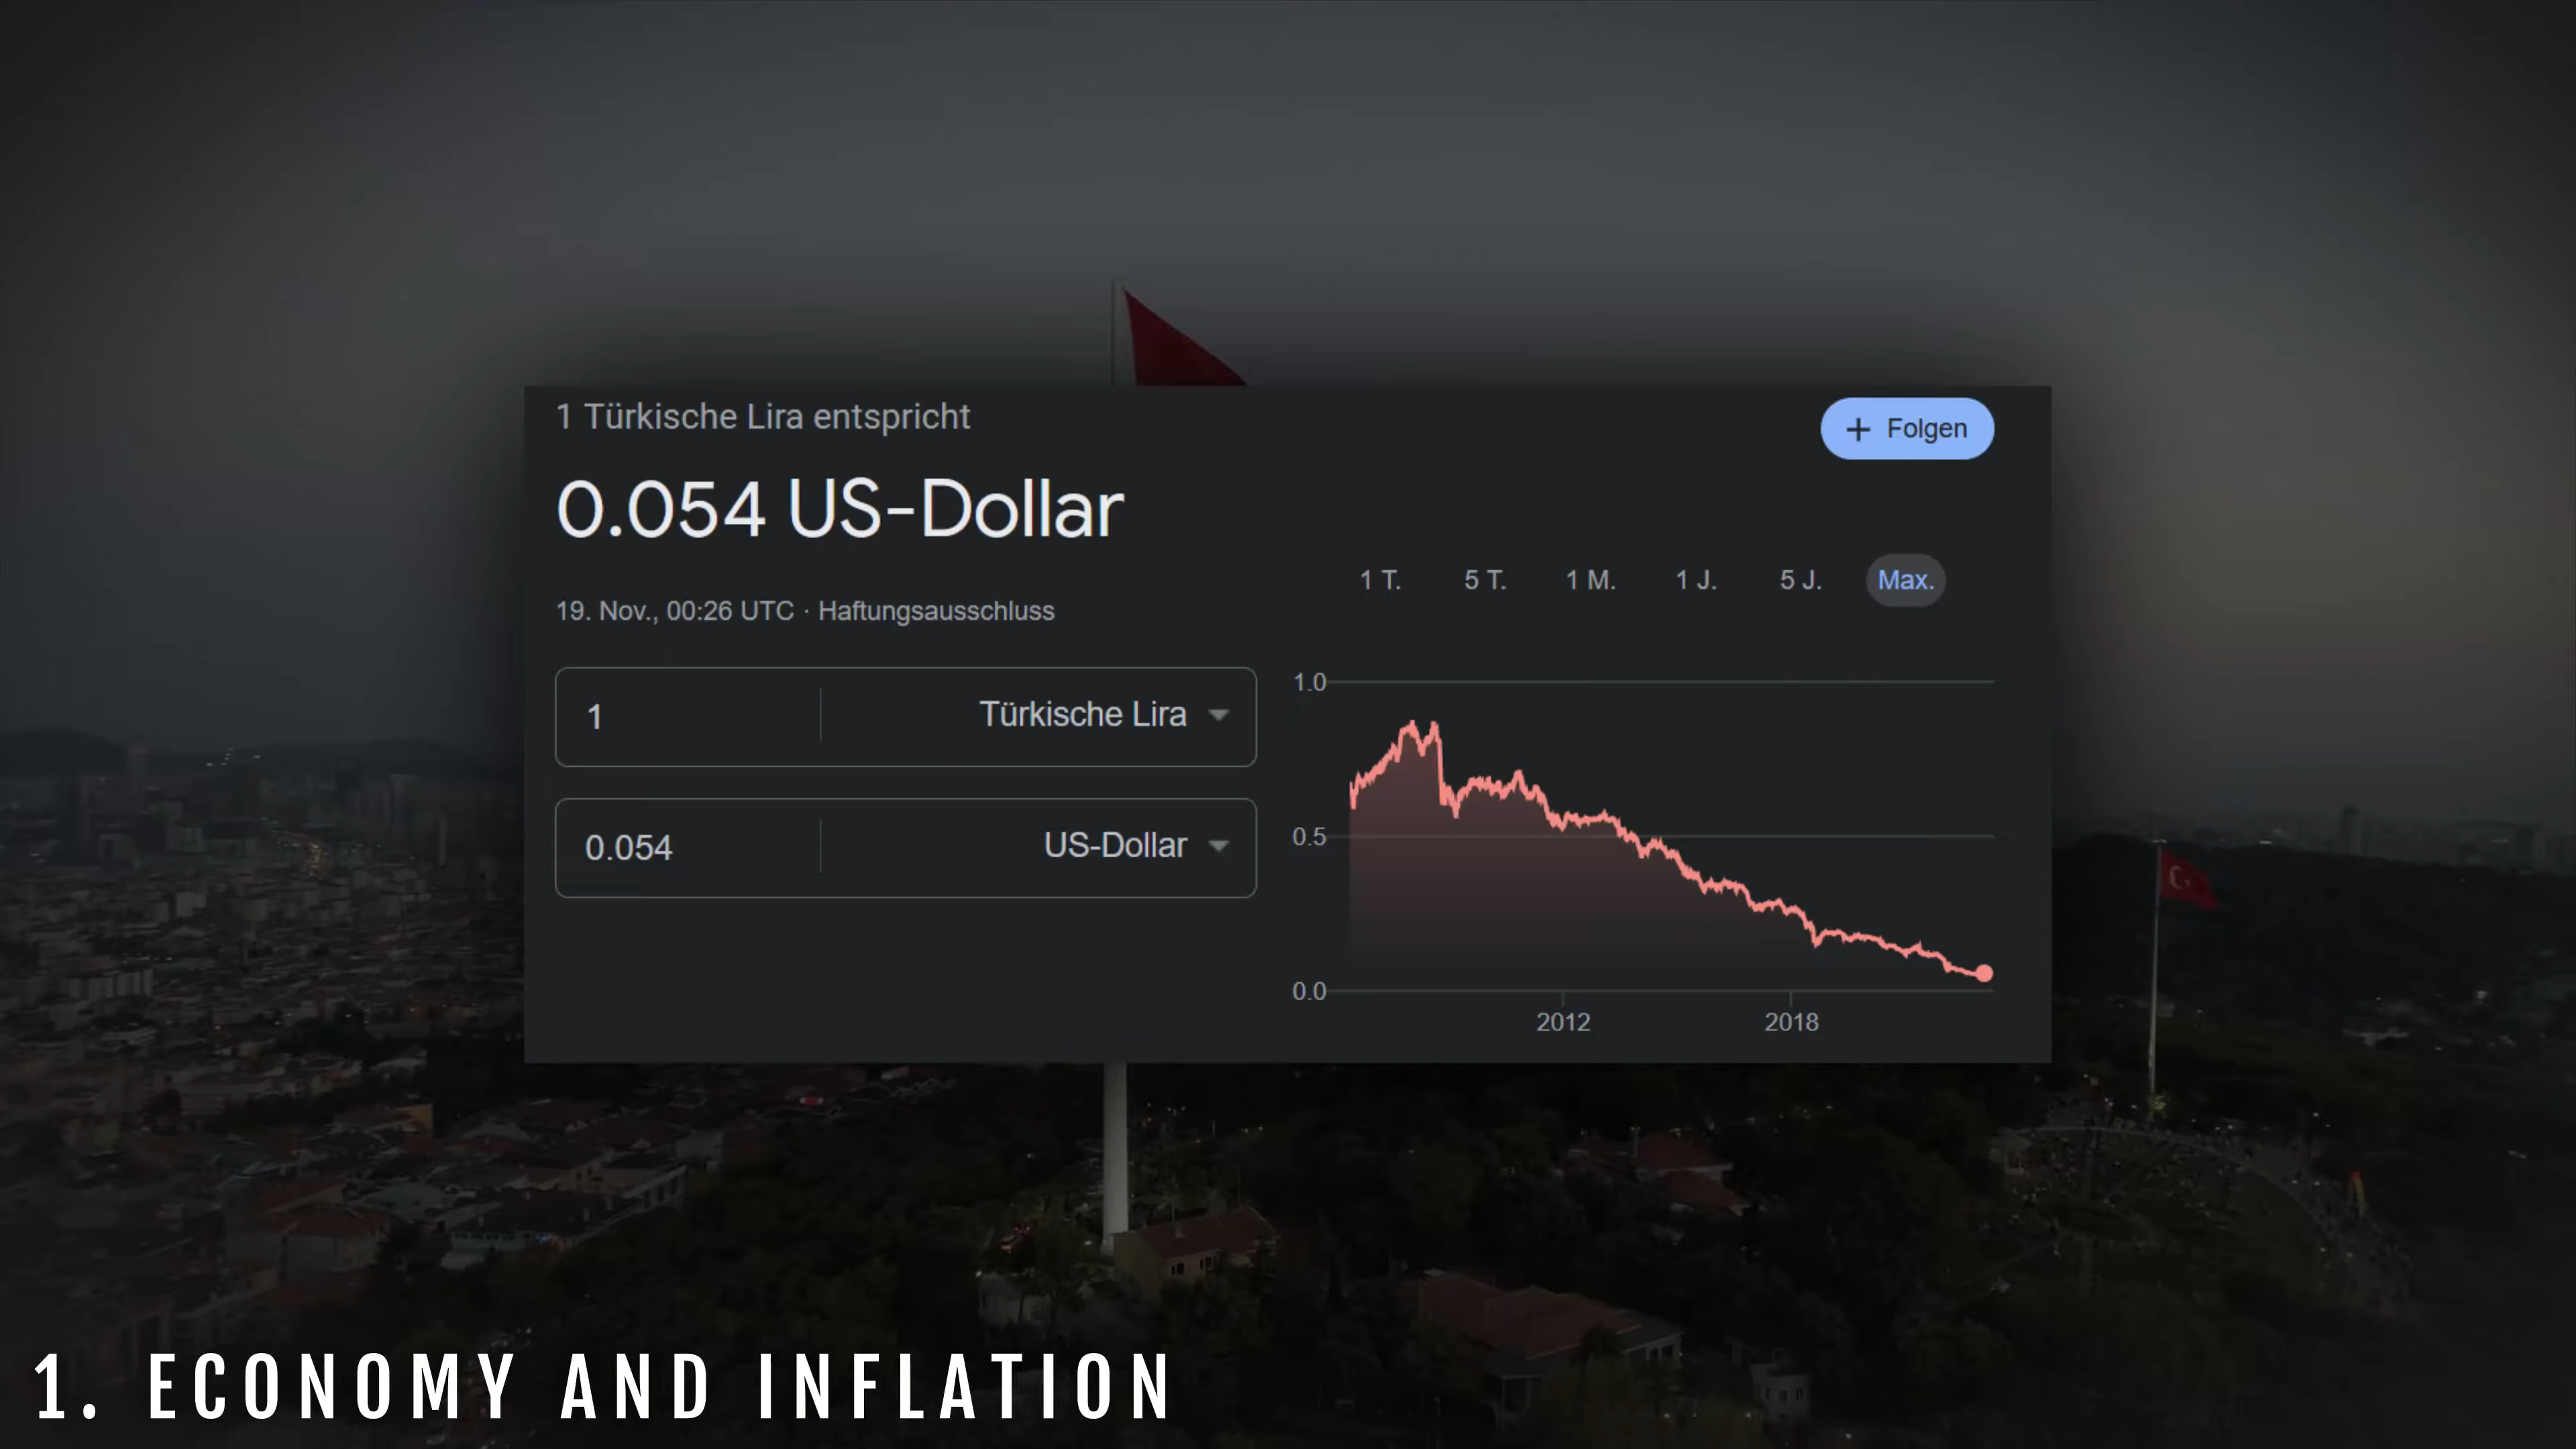 1 Türkische Lira entspricht
+ Folgen
0.054 US-Dollar
19. Nov., 00:26 UTC · Haftungsausschluss
1 T. 5 T. 1 M. 1 J. 5 J. Max.
1 Türkische Lira
0.054 US-Dollar
1.0
0.5
0.0
2012 2018
1. ECONOMY AND INFLATION